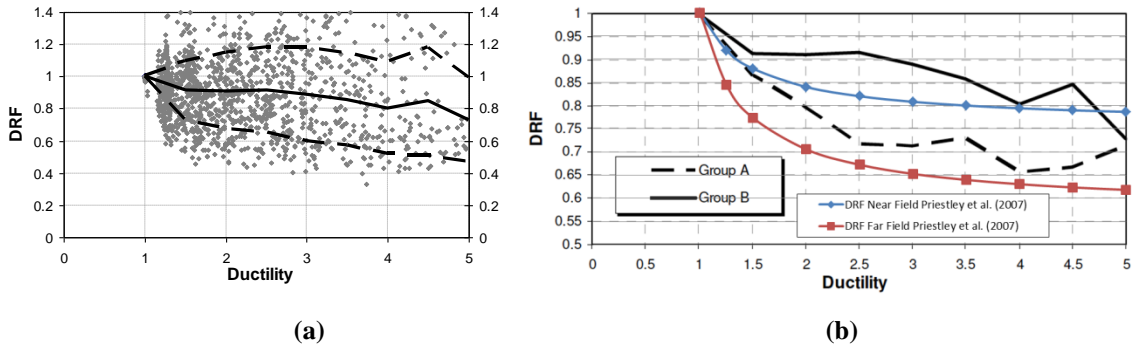 1.4 1.4
1.2 1.2
1 1
0.8 0.8
0.6 0.6
0.4 0.4
0.2 0.2
0 0
DRF
0 1 2 3 4 5
Ductility
(a)
1
0.95
0.9
0.85
0.8
0.75
0.7
0.65
0.6
0.55
0.5
DRF
Group A
Group B
DRF Near Field Priestley et al. (2007)
DRF Far Field Priestley et al. (2007)
0 0.5 1 1.5 2 2.5 3 3.5 4 4.5 5
Ductility
(b)